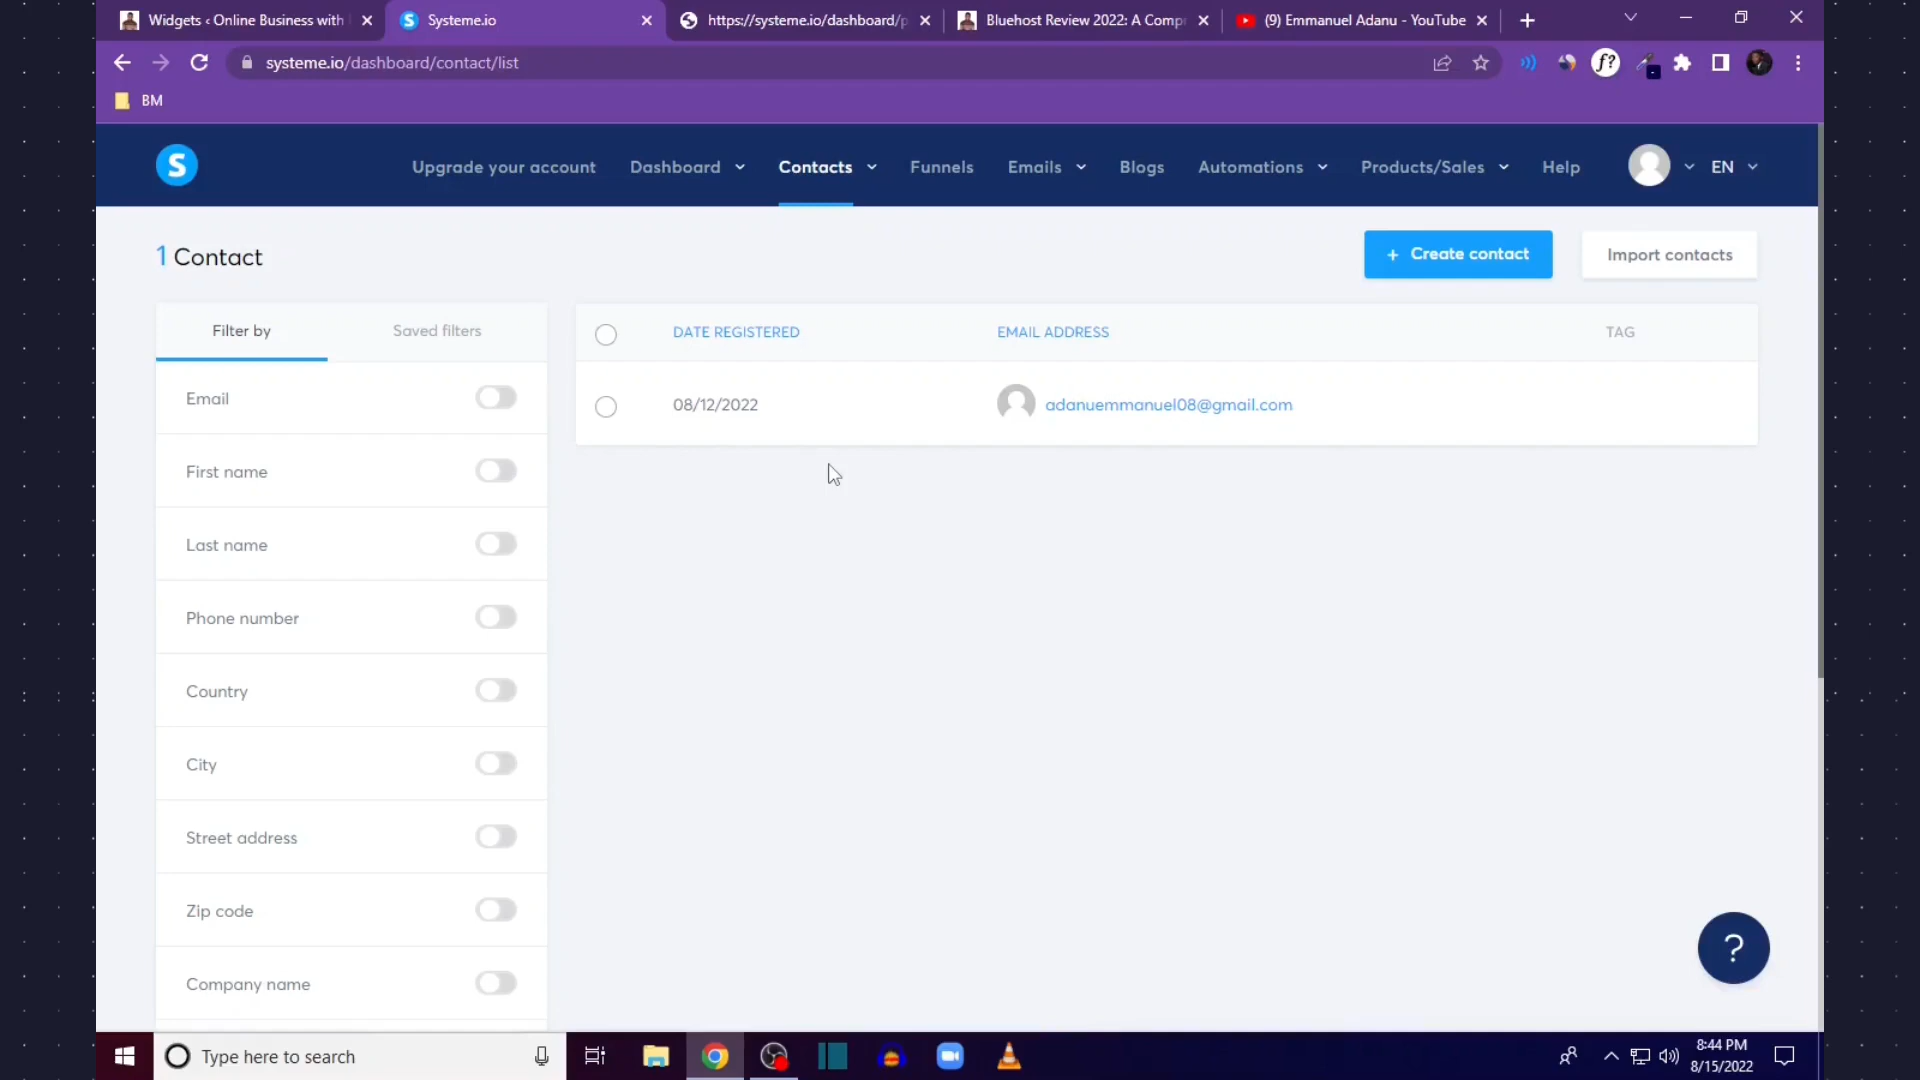 Widgets ‹ Online Business with
Systeme.io
https://systeme.io/dashboard/p
Bluehost Review 2022: A Comp
(9) Emmanuel Adanu - YouTube
systeme.io/dashboard/contact/list
f?
BM
S
Upgrade your account
Dashboard
Contacts
Funnels
Emails
Blogs
Automations
Products/Sales
Help
EN
1 Contact
+ Create contact
Import contacts
Filter by
Saved filters
DATE REGISTERED
EMAIL ADDRESS
TAG
08/12/2022
adanuemmanuel08@gmail.com
Email
First name
Last name
Phone number
Country
City
Street address
Zip code
Company name
?
Type here to search
8:44 PM
8/15/2022